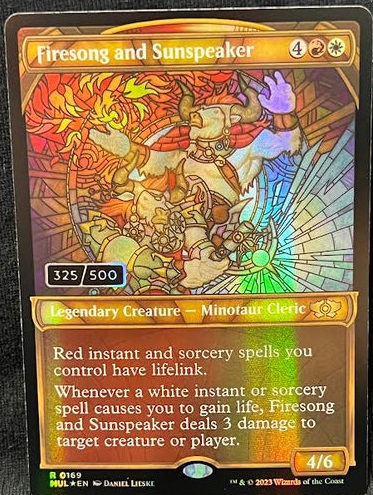 Firesong and Sunspeaker 4
325/500
Legendary Creature — Minotaur Cleric
Red instant and sorcery spells you
control have lifelink.
Whenever a white instant or sorcery
spell causes you to gain life, Firesong
and Sunspeaker deals 3 damage to
target creature or player.
4/6
R 0169
MUL★EN DANIEL LIESKE
™ & © 2023 Wizards of the Coast